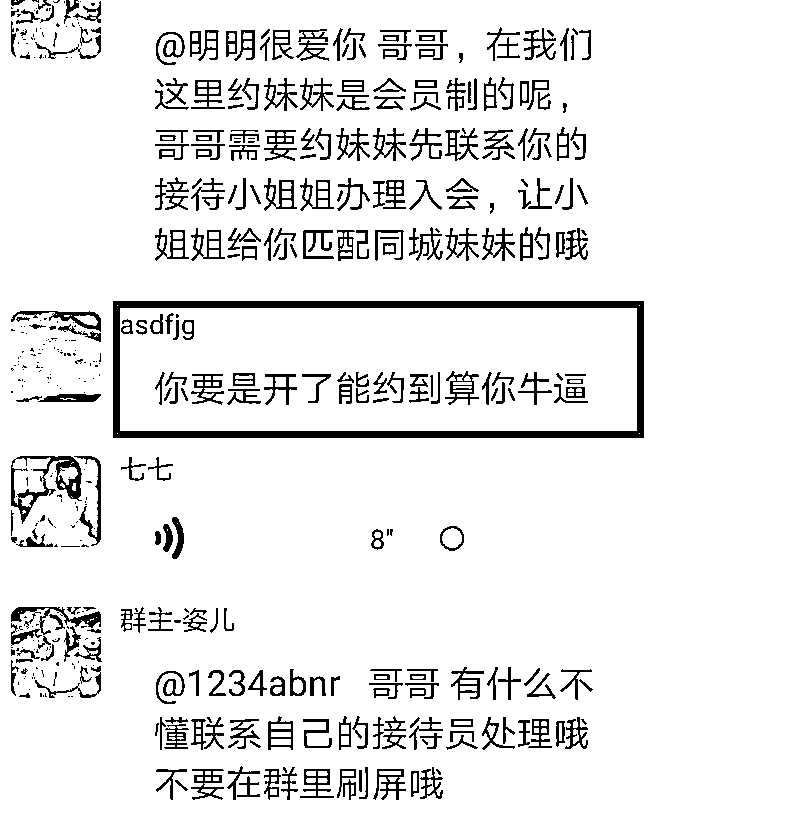 @明明很爱你 哥哥，在我们
这里约妹妹是会员制的呢，
哥哥需要约妹妹先联系你的
接待小姐姐办理入会，让小
姐姐给你匹配同城妹妹的哦
asdfjg
你要是开了能约到算你牛逼
七七
8"
群主-姿儿
@1234abnr 哥哥 有什么不
懂联系自己的接待员处理哦
不要在群里刷屏哦